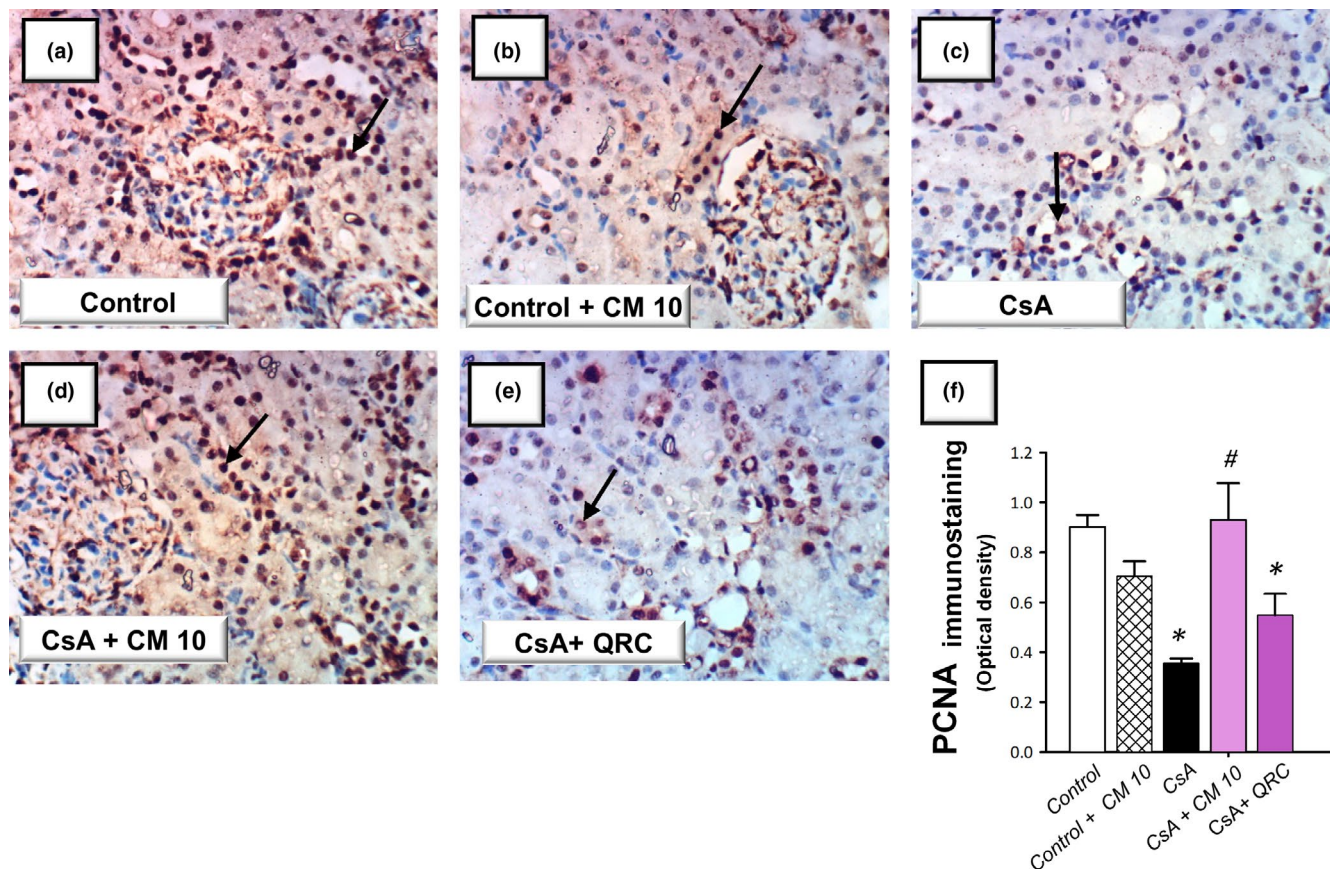 (a)
Control
(b)
Control + CM 10
(c)
CsA
(d)
CsA + CM 10
(e)
CsA+ QRC
(f)
PCNA immunostaining
(Optical density)
1.2
1.0
0.8
0.6
0.4
0.2
0.0
*
#
*
Control
Control + CM 10
CsA
CsA + CM 10
CsA+ QRC